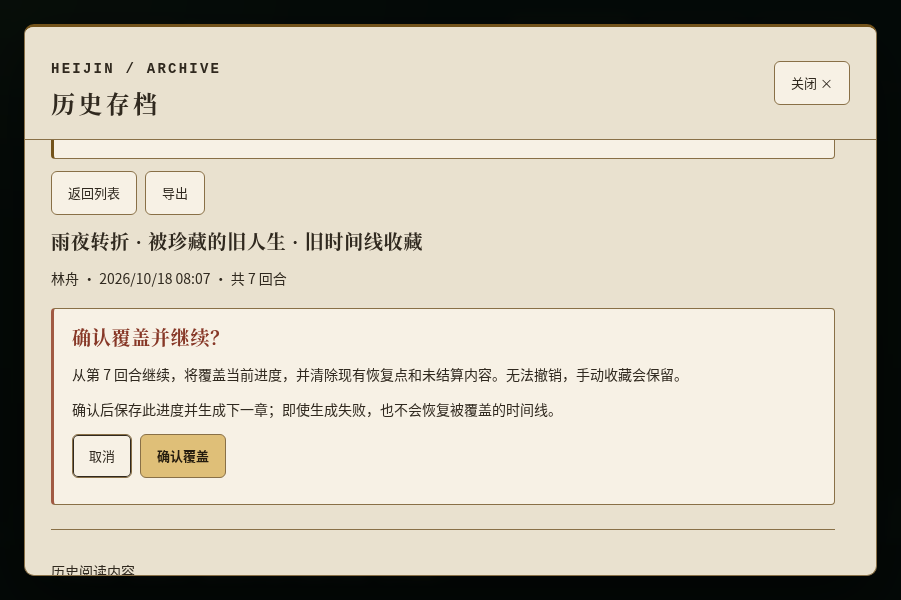 HEIJIN / ARCHIVE
历史存档
关闭 ×
返回列表
导出
雨夜转折 · 被珍藏的旧人生 · 旧时间线收藏
林舟 · 2026/10/18 08:07 · 共 7 回合
确认覆盖并继续？
从第 7 回合继续，将覆盖当前进度，并清除现有恢复点和未结算内容。无法撤销，手动收藏会保留。
确认后保存此进度并生成下一章；即使生成失败，也不会恢复被覆盖的时间线。
取消
确认覆盖
历史阅读内容